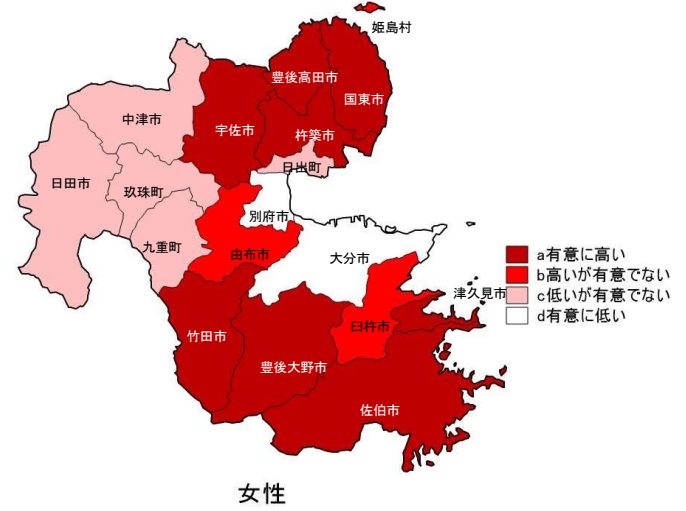 姫島村
豊後高田市
国東市
中津市
宇佐市
杵築市
日出町
日田市
玖珠町
別府市
九重町
由布市
大分市
a有意に高い
b高いが有意でない
c低いが有意でない
d有意に低い
津久見市
臼杵市
竹田市
豊後大野市
佐伯市
女性